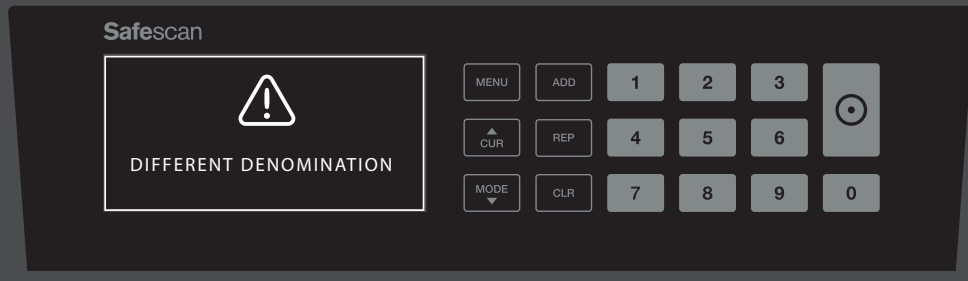 Safescan
DIFFERENT DENOMINATION
MENU ADD 1 2 3
CUR REP 4 5 6
MODE CLR 7 8 9 0